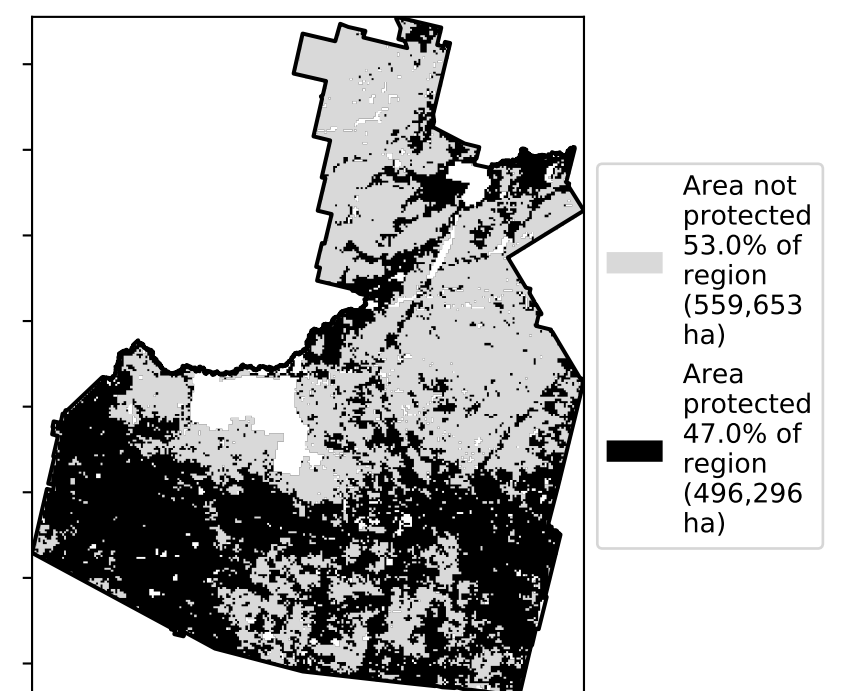 Area not
protected
53.0% of
region
(559,653
ha)
Area
protected
47.0% of
region
(496,296
ha)